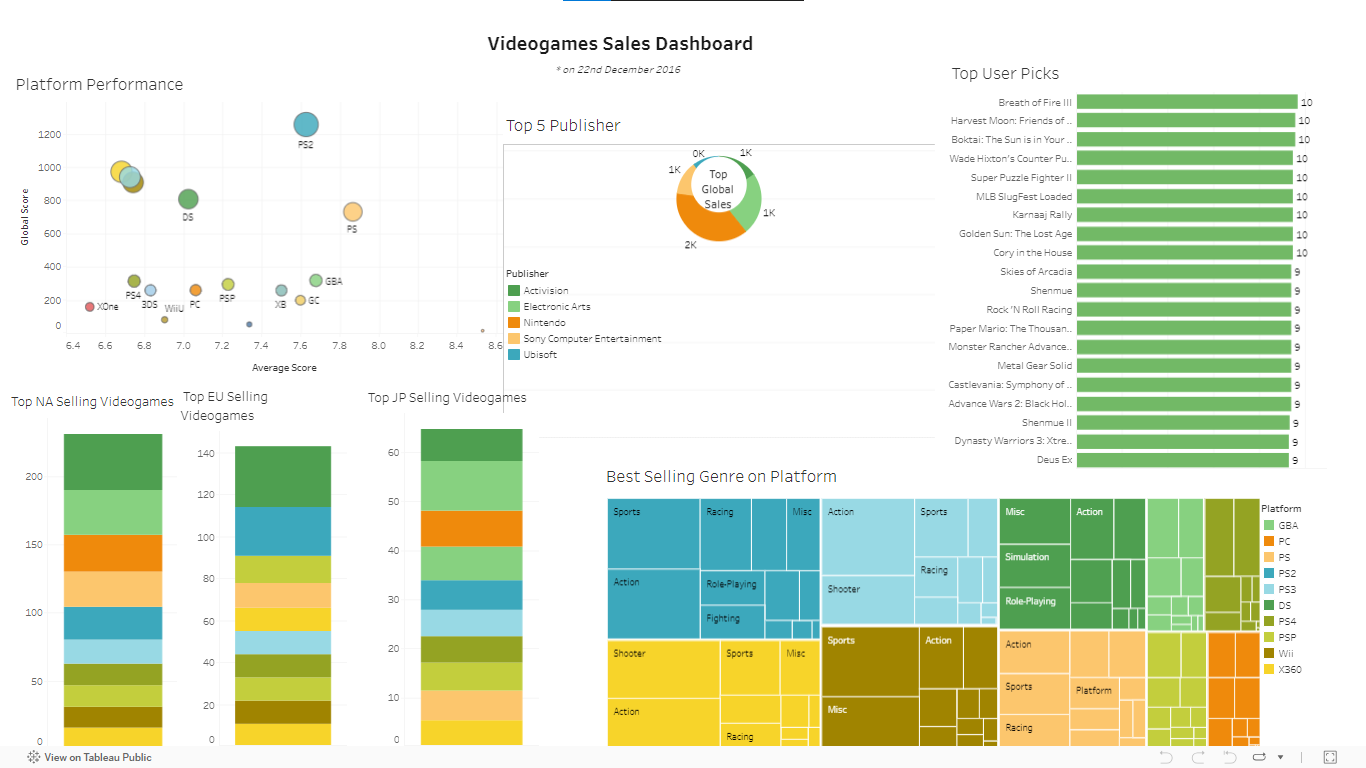 Videogames Sales Dashboard
* on 22nd December 2016
Platform Performance
Global Score
1200
1000
800
600
400
200
0
PS2
DS
PS
PS4
3DS
XOne
WiiU
PC
PSP
XB
GC
GBA
6.4 6.6 6.8 7.0 7.2 7.4 7.6 7.8 8.0 8.2 8.4 8.6
Average Score
Top 5 Publisher
0K
1K
1K
1K
2K
Top
Global
Sales
Publisher
Activision
Electronic Arts
Nintendo
Sony Computer Entertainment
Ubisoft
Top User Picks
Breath of Fire III 10
Harvest Moon: Friends of .. 10
Boktai: The Sun is in Your .. 10
Wade Hixton's Counter Pu.. 10
Super Puzzle Fighter II 10
MLB SlugFest Loaded 10
Karnaaj Rally 10
Golden Sun: The Lost Age 10
Cory in the House 10
Skies of Arcadia 9
Shenmue 9
Rock 'N Roll Racing 9
Paper Mario: The Thousan.. 9
Monster Rancher Advance.. 9
Metal Gear Solid 9
Castlevania: Symphony of .. 9
Advance Wars 2: Black Hol.. 9
Shenmue II 9
Dynasty Warriors 3: Xtre.. 9
Deus Ex 9
Top NA Selling Videogames
200
150
100
50
0
Top EU Selling
Videogames
140
120
100
80
60
40
20
0
Top JP Selling Videogames
60
50
40
30
20
10
0
Best Selling Genre on Platform
Sports
Racing
Misc
Action
Role-Playing
Fighting
Action
Sports
Shooter
Racing
Misc
Action
Simulation
Role-Playing
Shooter
Sports
Misc
Action
Racing
Sports
Action
Misc
Action
Sports
Platform
Racing
Platform
GBA
PC
PS
PS2
PS3
DS
PS4
PSP
Wii
X360
View on Tableau Public